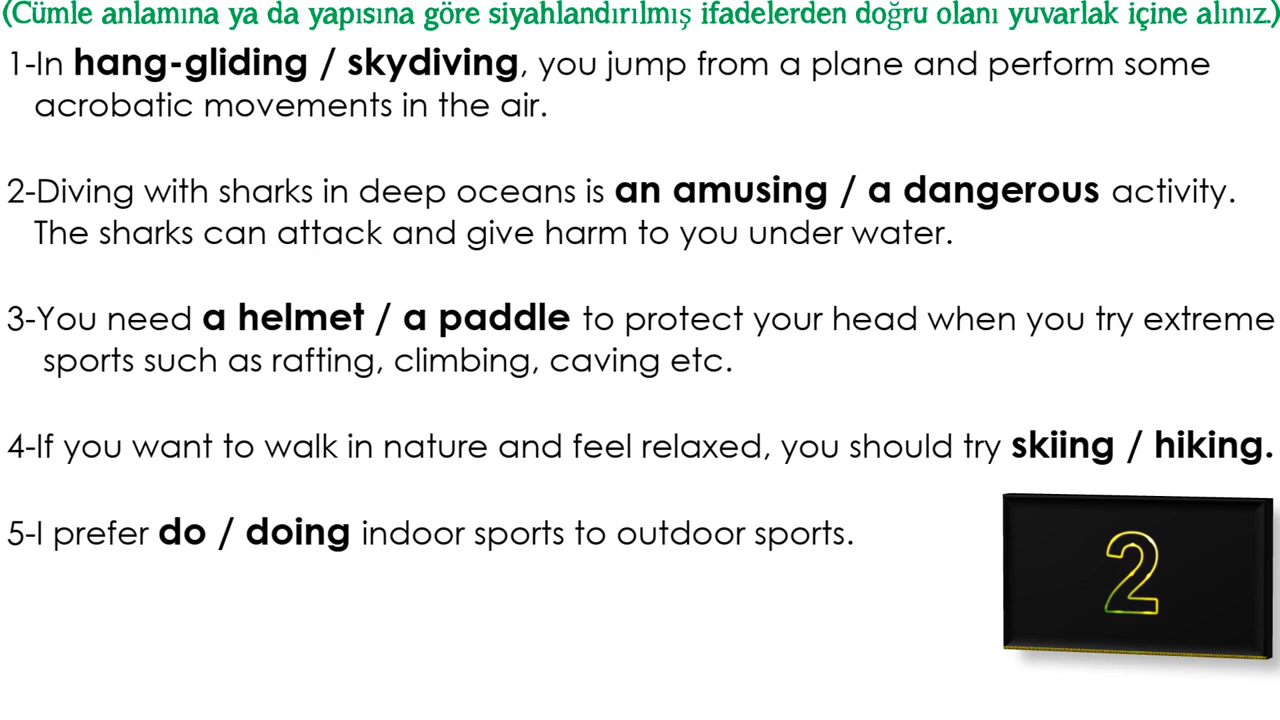 (Cümle anlamına ya da yapısına göre siyahlandırılmış ifadelerden doğru olanı yuvarlak içine alınız.)
1-In hang-gliding / skydiving, you jump from a plane and perform some
acrobatic movements in the air.
2-Diving with sharks in deep oceans is an amusing / a dangerous activity.
The sharks can attack and give harm to you under water.
3-You need a helmet / a paddle to protect your head when you try extreme
sports such as rafting, climbing, caving etc.
4-If you want to walk in nature and feel relaxed, you should try skiing / hiking.
5-I prefer do / doing indoor sports to outdoor sports.
2